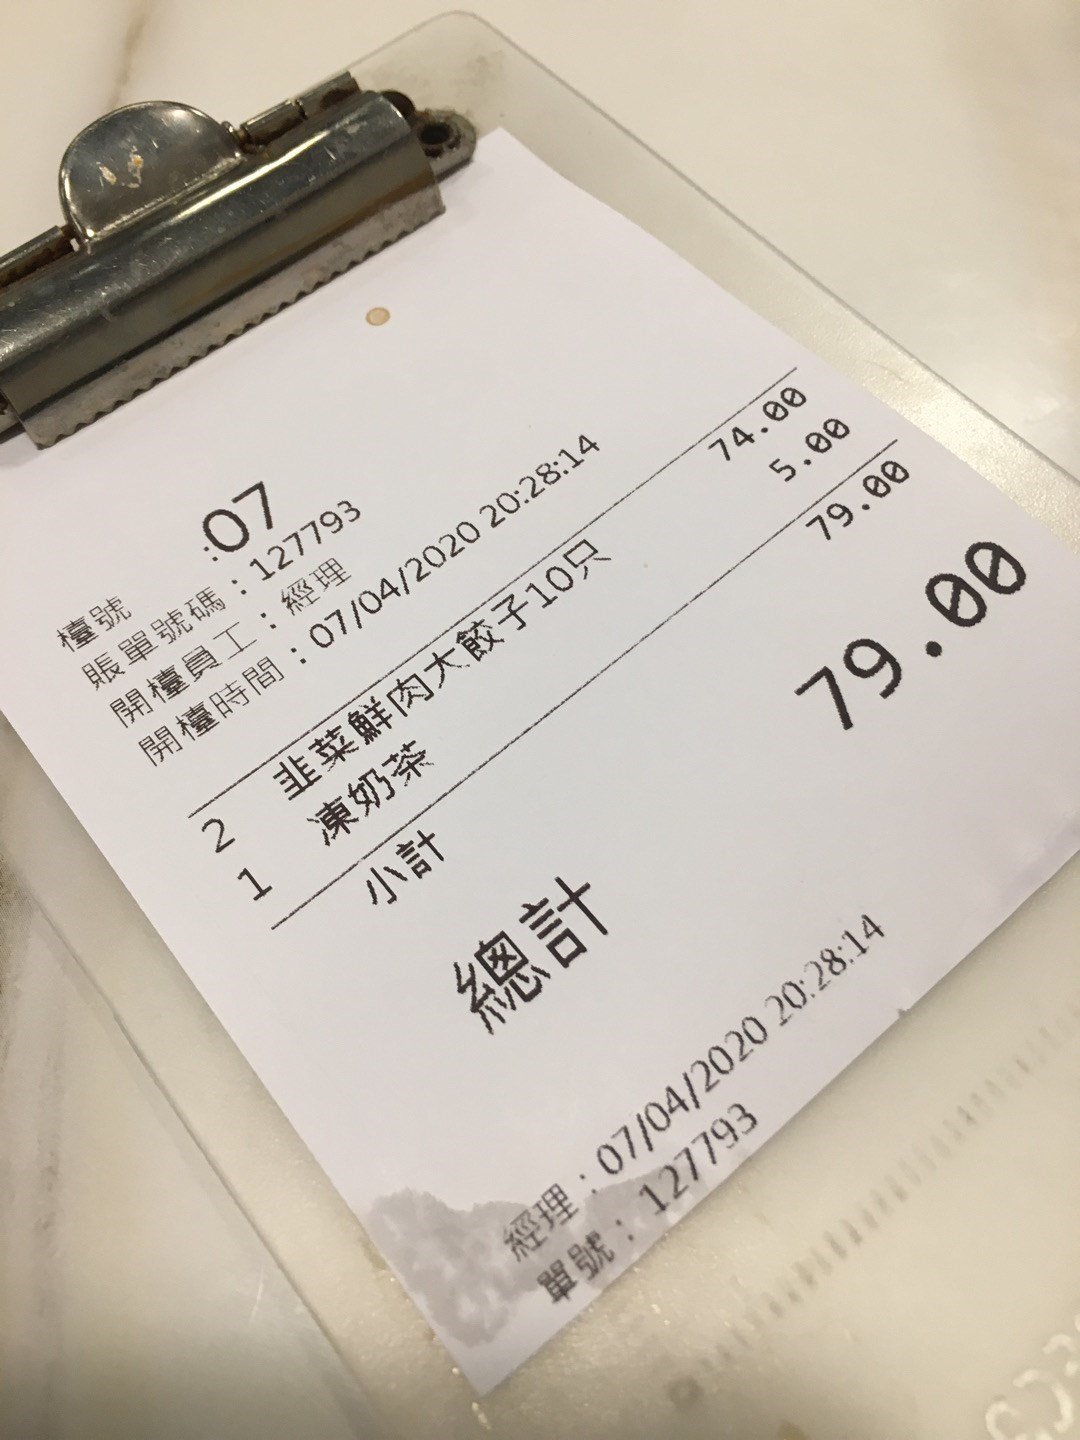 檯號 :07
賬單號碼：127793
開檯員工：經理
開檯時間：07/04/2020 20:28:14
2 韭菜鮮肉大餃子10只 74.00
1 凍奶茶 5.00
小計 79.00
總計 79.00
經理：07/04/2020 20:28:14
單號：127793